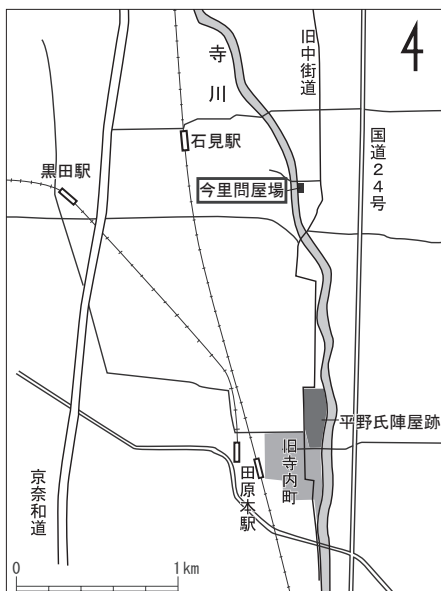 寺川
旧中街道
国道24号
石見駅
黒田駅
今里問屋場
平野氏陣屋跡
旧寺内町
田原本駅
京奈和道
0
1km